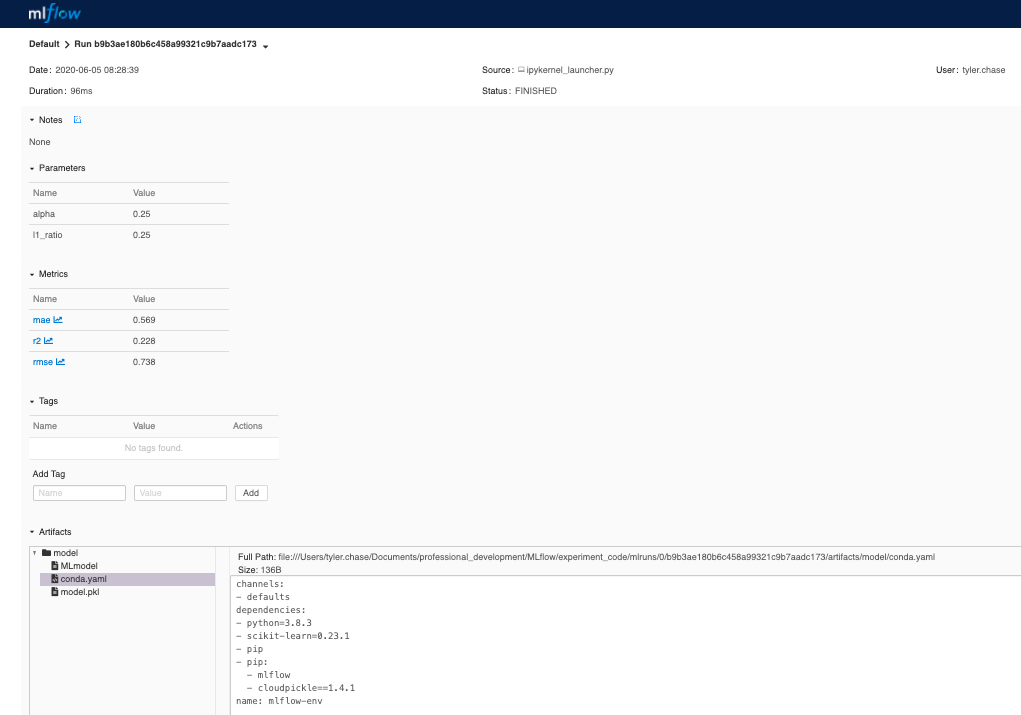 mlflow
Default > Run b9b3ae180b6c458a99321c9b7aadc173
Date: 2020-06-05 08:28:39 Source: ipykernel_launcher.py User: tyler.chase
Duration: 96ms Status: FINISHED
Notes
None
Parameters
Name Value
alpha 0.25
l1_ratio 0.25
Metrics
Name Value
mae 0.569
r2 0.228
rmse 0.738
Tags
Name Value Actions
No tags found.
Add Tag
Name Value Add
Artifacts
model
MLmodel
conda.yaml
model.pkl
Full Path: file:///Users/tyler.chase/Documents/professional_development/MLflow/experiment_code/mlruns/0/b9b3ae180b6c458a99321c9b7aadc173/artifacts/model/conda.yaml
Size: 136B
channels:
- defaults
dependencies:
- python=3.8.3
- scikit-learn=0.23.1
- pip
- pip:
  - mlflow
  - cloudpickle==1.4.1
name: mlflow-env